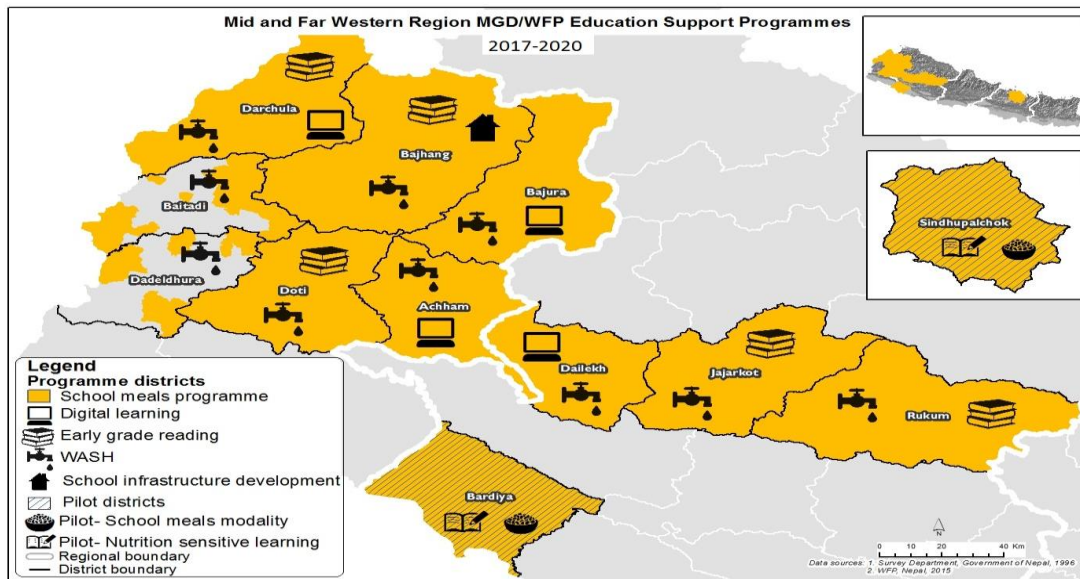 Mid and Far Western Region MGD/WFP Education Support Programmes
2017-2020
Darchula
Bajhang
Bajura
Baitadi
Dadeldhura
Doti
Achham
Dailekh
Jajarkot
Rukum
Bardiya
Sindhupalchok
Legend
Programme districts
School meals programme
Digital learning
Early grade reading
WASH
School infrastructure development
Pilot districts
Pilot- School meals modality
Pilot- Nutrition sensitive learning
Regional boundary
District boundary
N
0 10 20 40 Km
Data sources: 1. Survey Department, Government of Nepal, 1996
2. WFP, Nepal, 2015